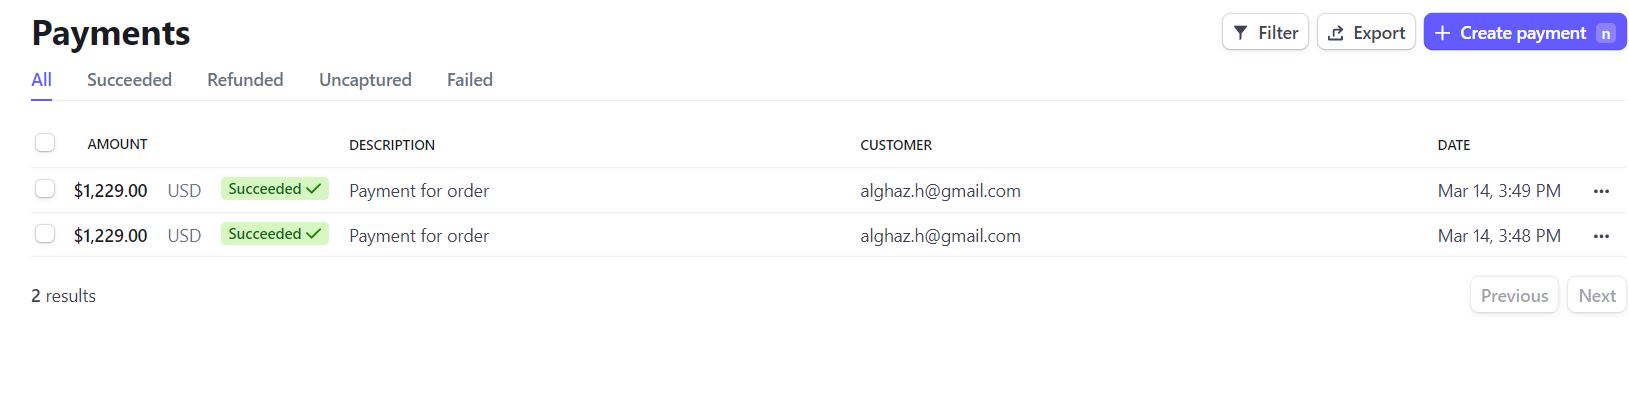 Payments
Filter Export + Create payment n
All Succeeded Refunded Uncaptured Failed
AMOUNT DESCRIPTION CUSTOMER DATE
$1,229.00 USD Succeeded Payment for order alghaz.h@gmail.com Mar 14, 3:49 PM
$1,229.00 USD Succeeded Payment for order alghaz.h@gmail.com Mar 14, 3:48 PM
2 results Previous Next